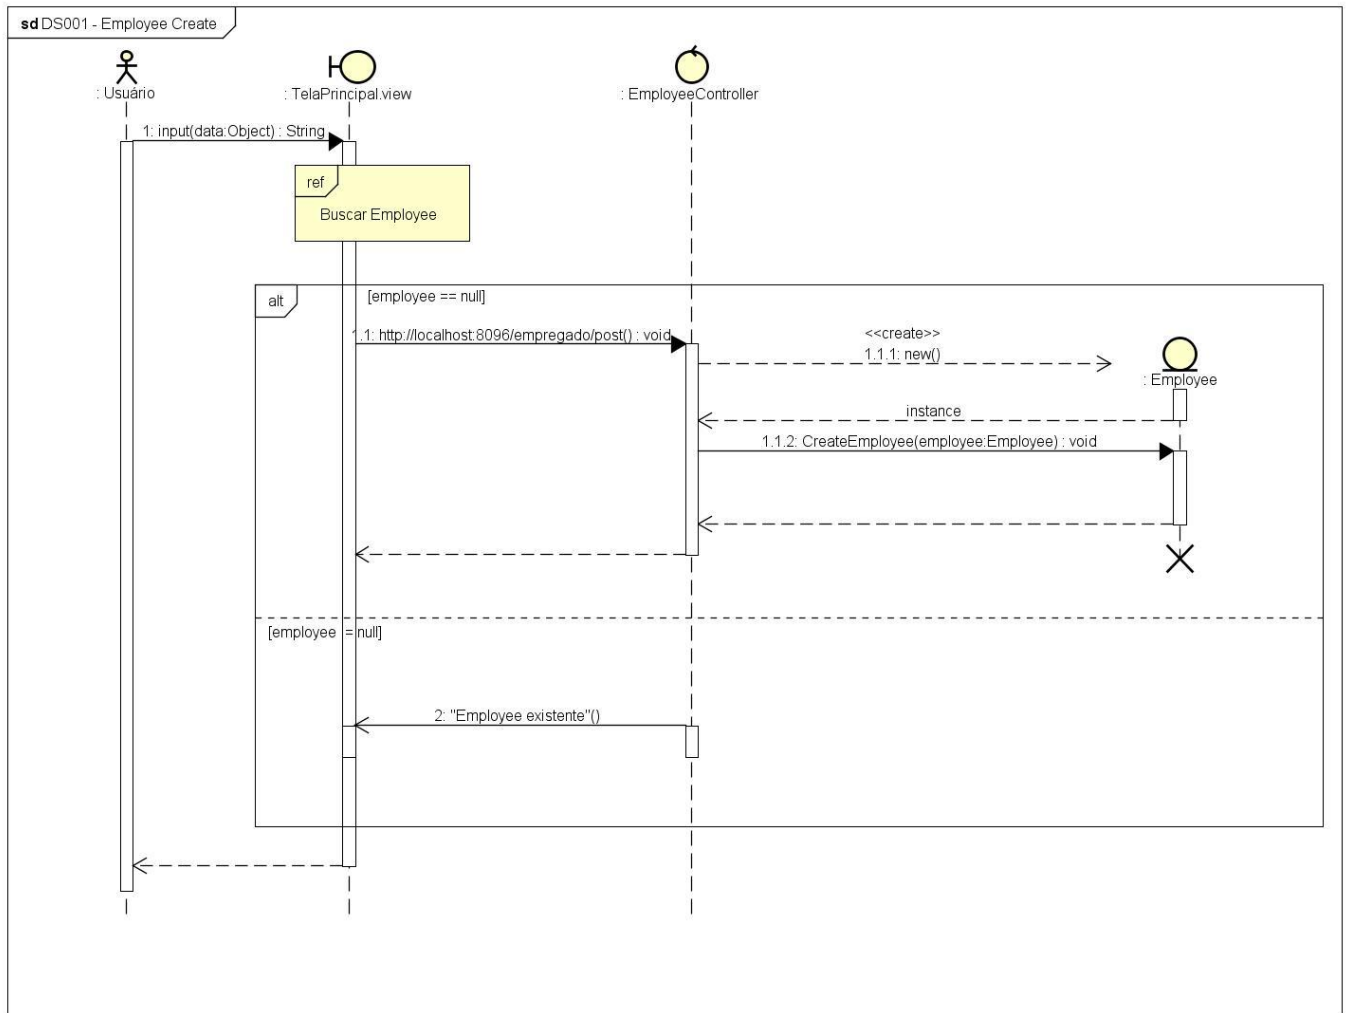 sd DS001 - Employee Create
: Usuário
: TelaPrincipal.view
: EmployeeController
1: input(data:Object) : String
ref
Buscar Employee
alt
[employee == null]
1.1: http://localhost:8096/empregado/post() : void
<<create>>
1.1.1: new()
: Employee
instance
1.1.2: CreateEmployee(employee:Employee) : void
[employee = null]
2: "Employee existente"()